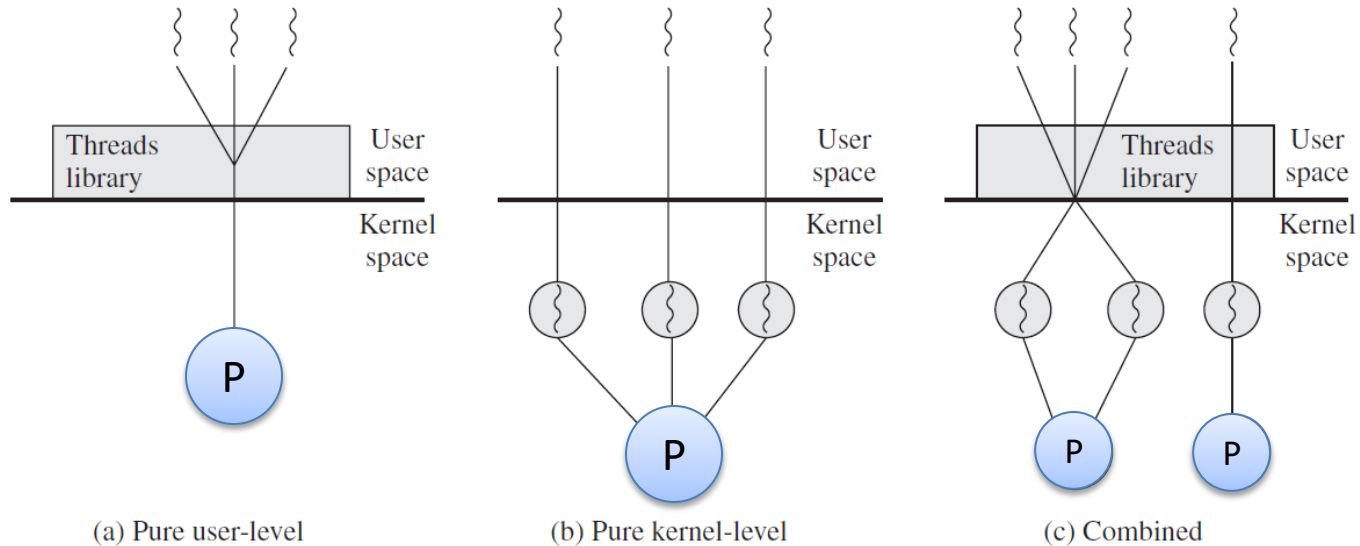 Threads
library
User
space
Kernel
space
P
(a) Pure user-level
User
space
Kernel
space
P
(b) Pure kernel-level
Threads
library
User
space
Kernel
space
P
P
(c) Combined